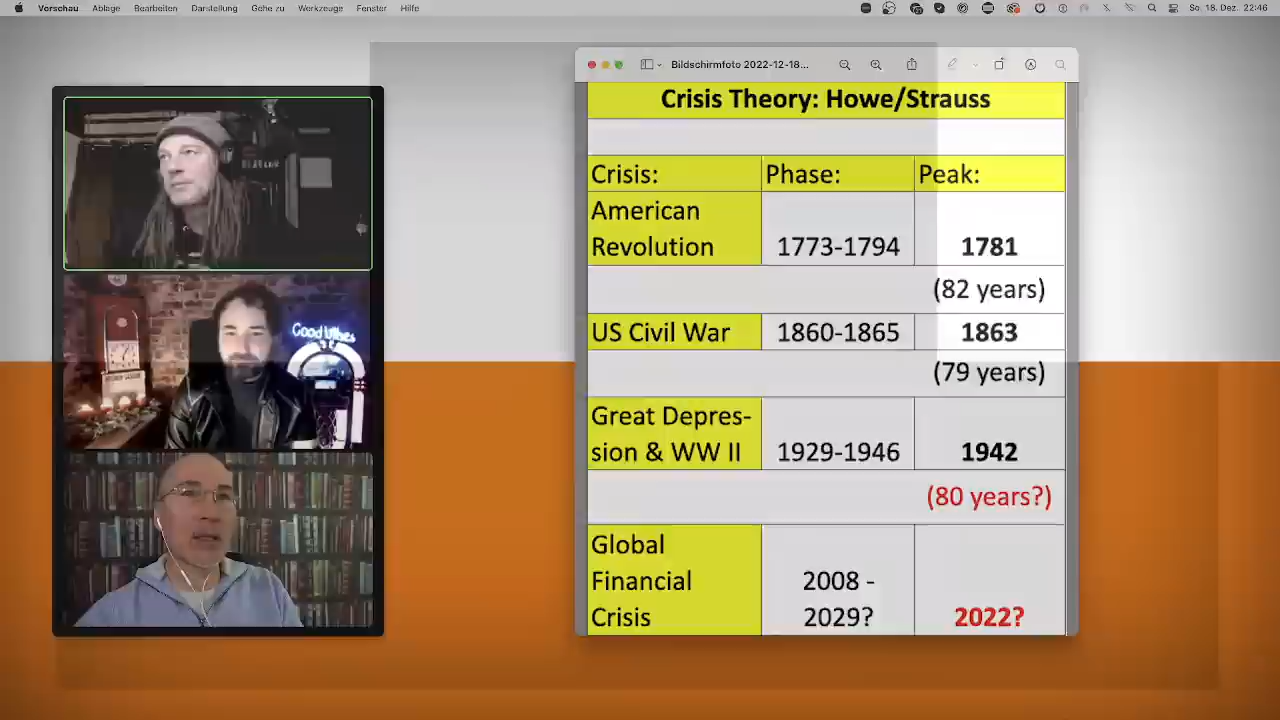 Vorschau Ablage Bearbeiten Darstellung Gehe zu Werkzeuge Fenster Hilfe
So. 18. Dez. 22:46
Bildschirmfoto 2022-12-18...
Crisis Theory: Howe/Strauss
Crisis: Phase: Peak:
American
Revolution 1773-1794 1781
(82 years)
US Civil War 1860-1865 1863
(79 years)
Great Depres-
sion & WW II 1929-1946 1942
(80 years?)
Global
Financial 2008 -
Crisis 2029? 2022?
Good Vibes